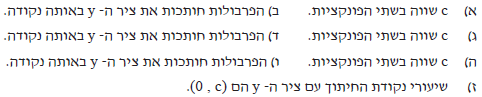 א) c שווה בשתי הפונקציות. ב) הפרבולות חותכות את ציר ה- y באותה נקודה.
ג) c שווה בשתי הפונקציות. ד) הפרבולות חותכות את ציר ה- y באותה נקודה.
ה) c שווה בשתי הפונקציות. ו) הפרבולות חותכות את ציר ה- y באותה נקודה.
ז) שיעורי נקודת החיתוך עם ציר ה- y הם (0 , c).